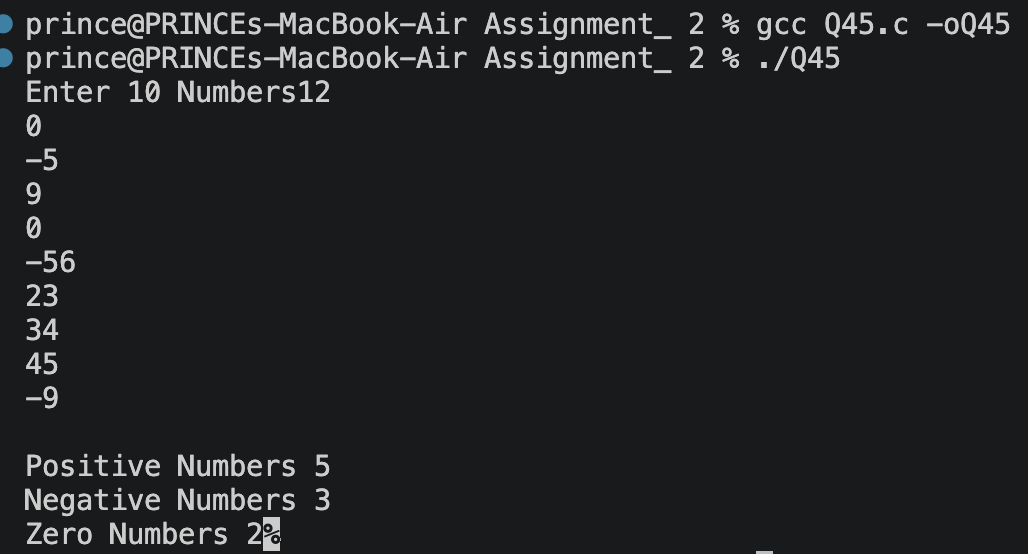 prince@PRINCEs-MacBook-Air Assignment_ 2 % gcc Q45.c -oQ45
prince@PRINCEs-MacBook-Air Assignment_ 2 % ./Q45
Enter 10 Numbers12
0
-5
9
0
-56
23
34
45
-9
Positive Numbers 5
Negative Numbers 3
Zero Numbers 2%